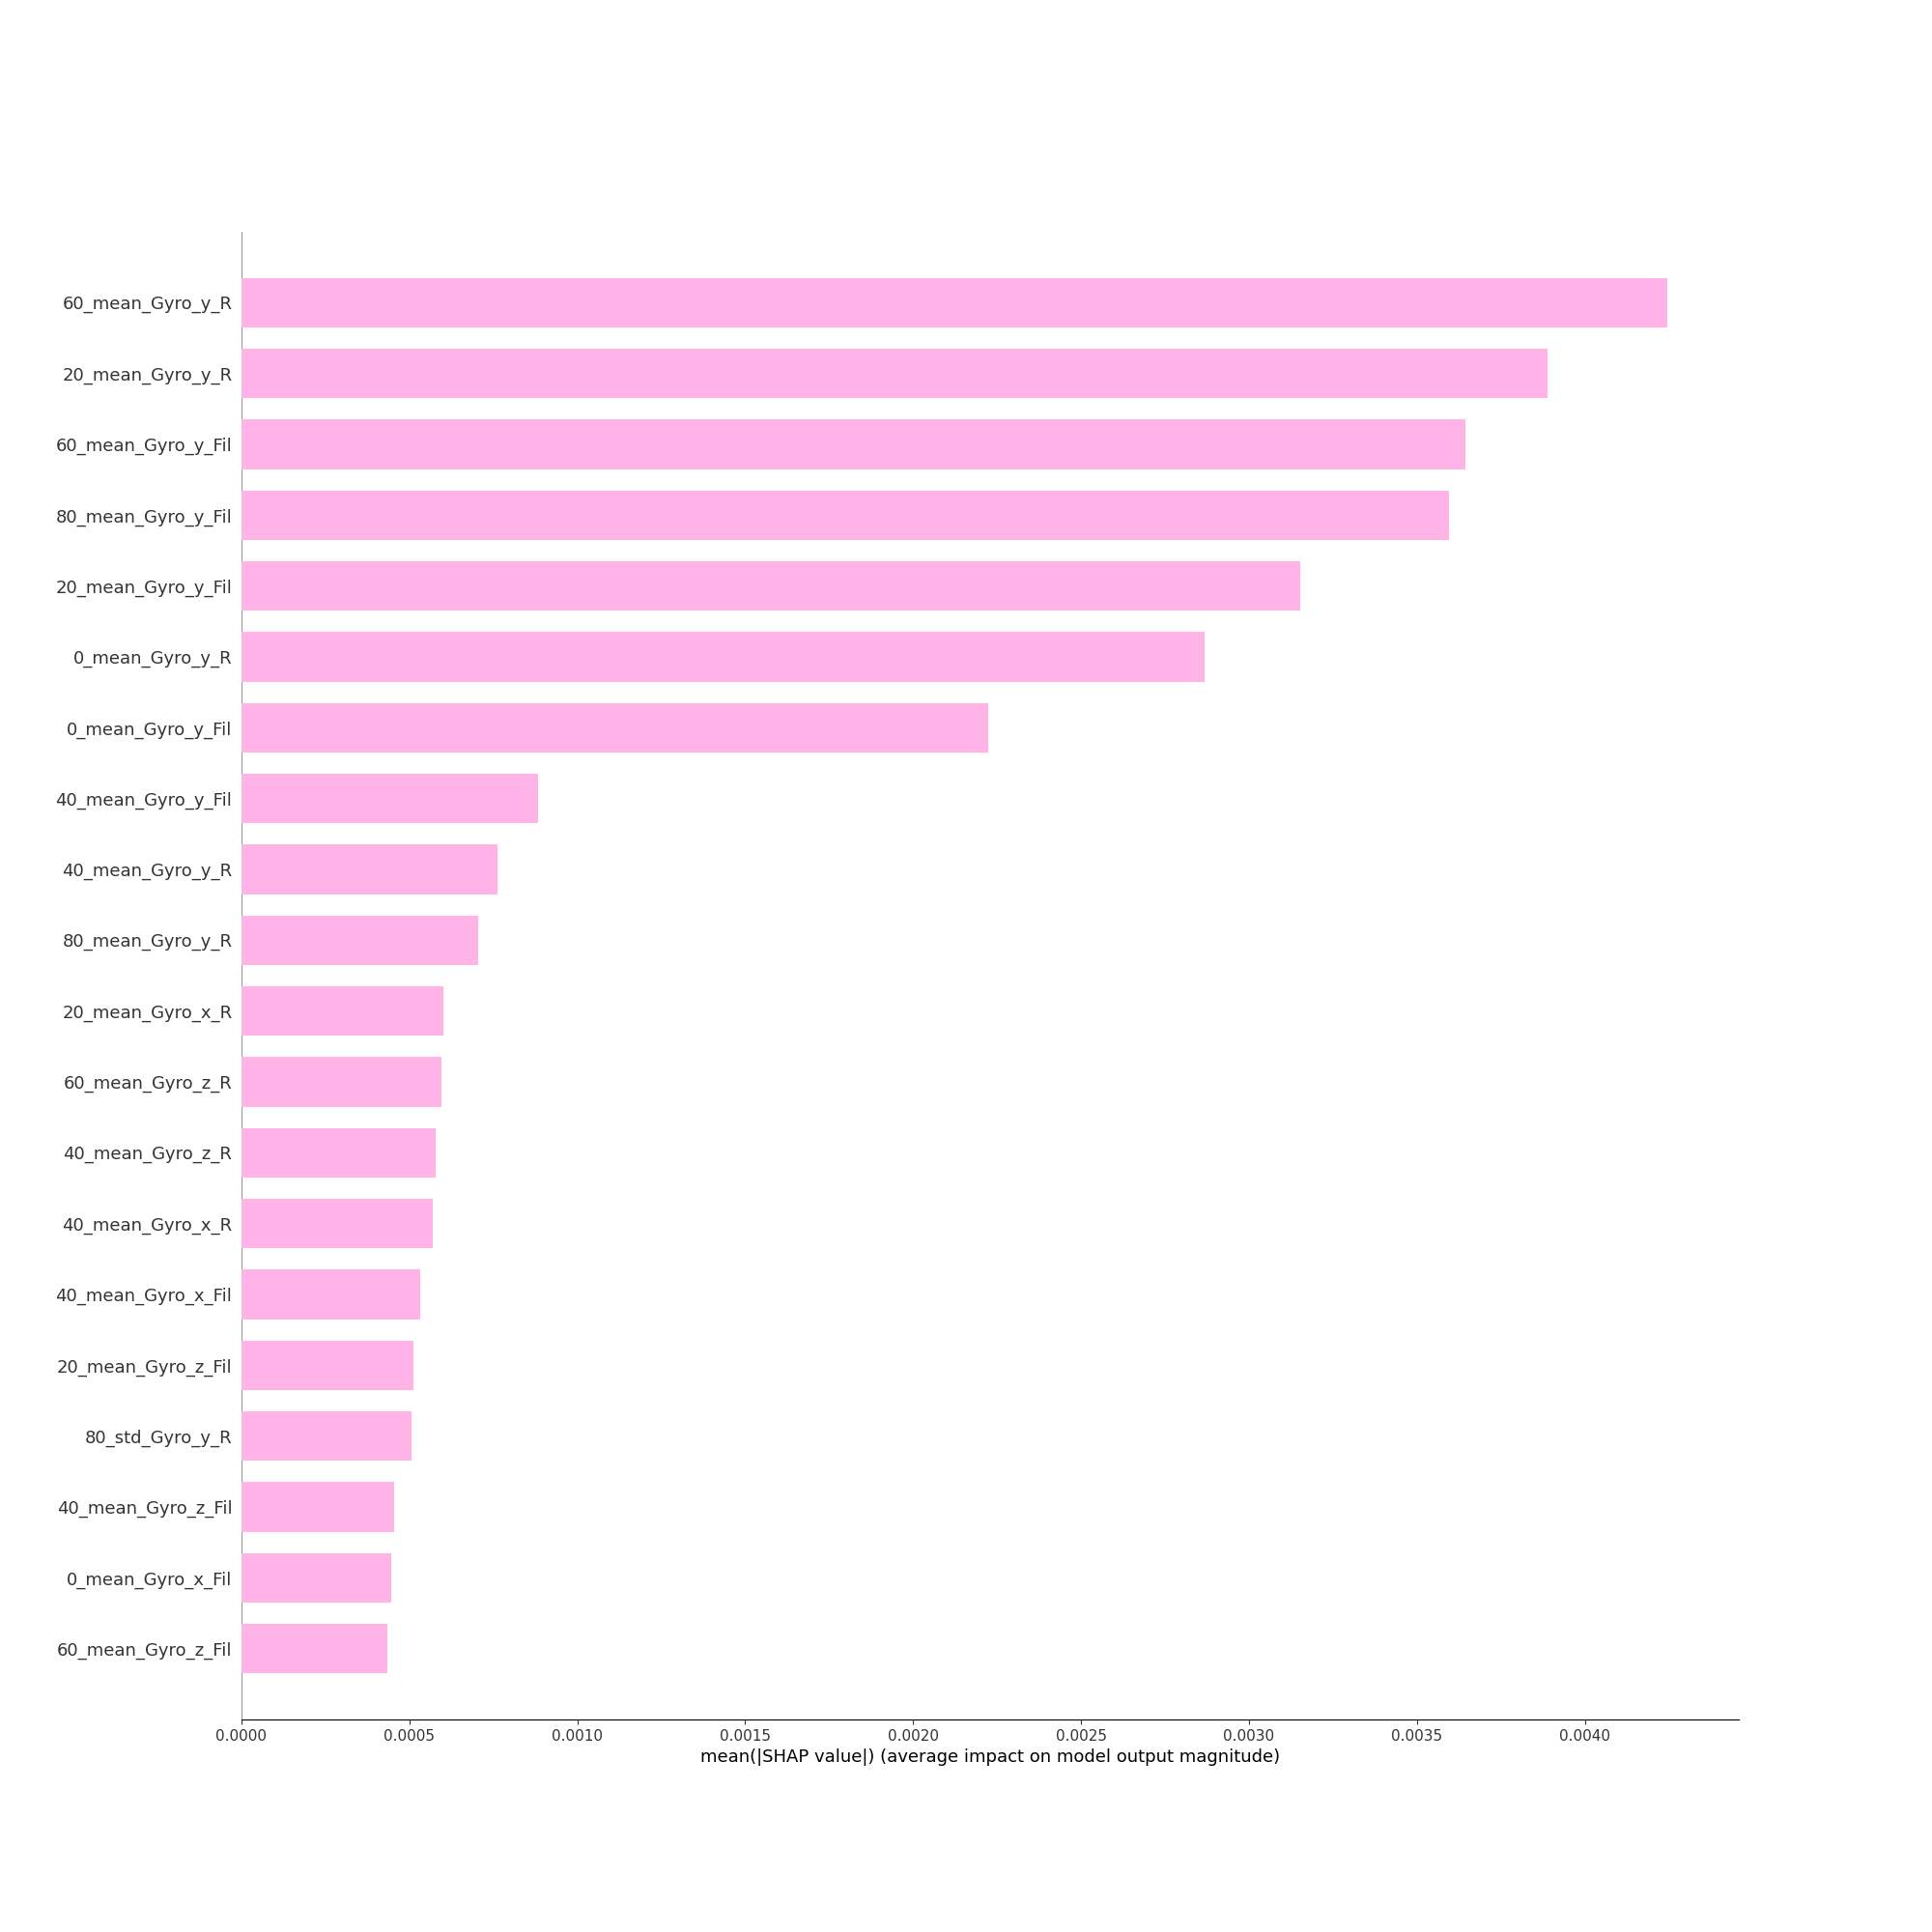 60_mean_Gyro_y_R
20_mean_Gyro_y_R
60_mean_Gyro_y_Fil
80_mean_Gyro_y_Fil
20_mean_Gyro_y_Fil
0_mean_Gyro_y_R
0_mean_Gyro_y_Fil
40_mean_Gyro_y_Fil
40_mean_Gyro_y_R
80_mean_Gyro_y_R
20_mean_Gyro_x_R
60_mean_Gyro_z_R
40_mean_Gyro_z_R
40_mean_Gyro_x_R
40_mean_Gyro_x_Fil
20_mean_Gyro_z_Fil
80_std_Gyro_y_R
40_mean_Gyro_z_Fil
0_mean_Gyro_x_Fil
60_mean_Gyro_z_Fil
0.0000 0.0005 0.0010 0.0015 0.0020 0.0025 0.0030 0.0035 0.0040
mean(|SHAP value|) (average impact on model output magnitude)